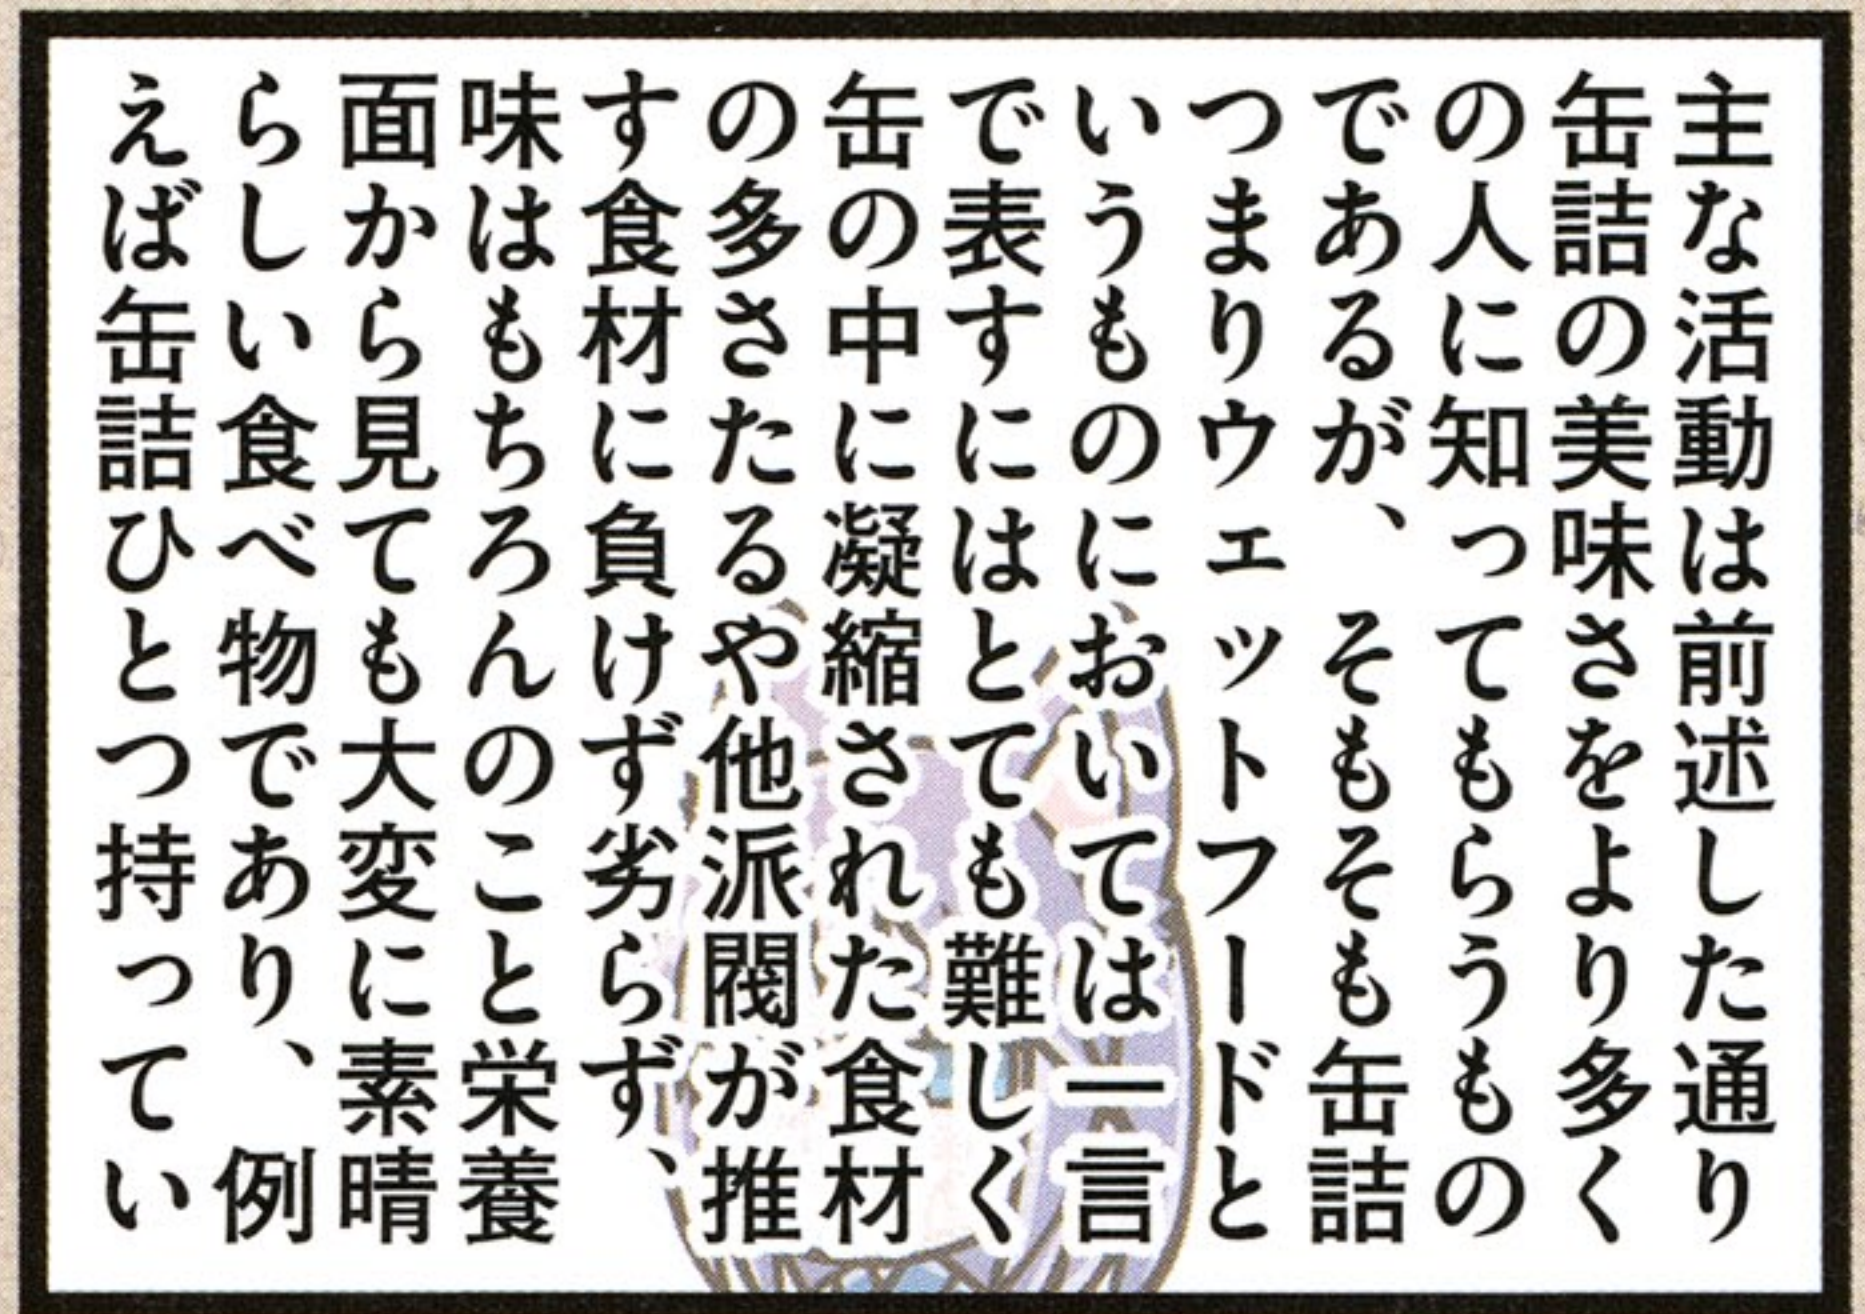 主な活動は前述した通り
缶詰の美味さをより多く
の人に知ってもらうもの
であるが、そもそも缶詰
つまりウェットフードと
いうものにおいては一言
で表すにはとても難しく
缶の中に凝縮された食材
の多さたるや他派閥が推
す食材に負けず劣らず、
味はもちろんのこと栄養
面から見ても大変に素晴
らしい食べ物であり、例
えば缶詰ひとつ持ってい